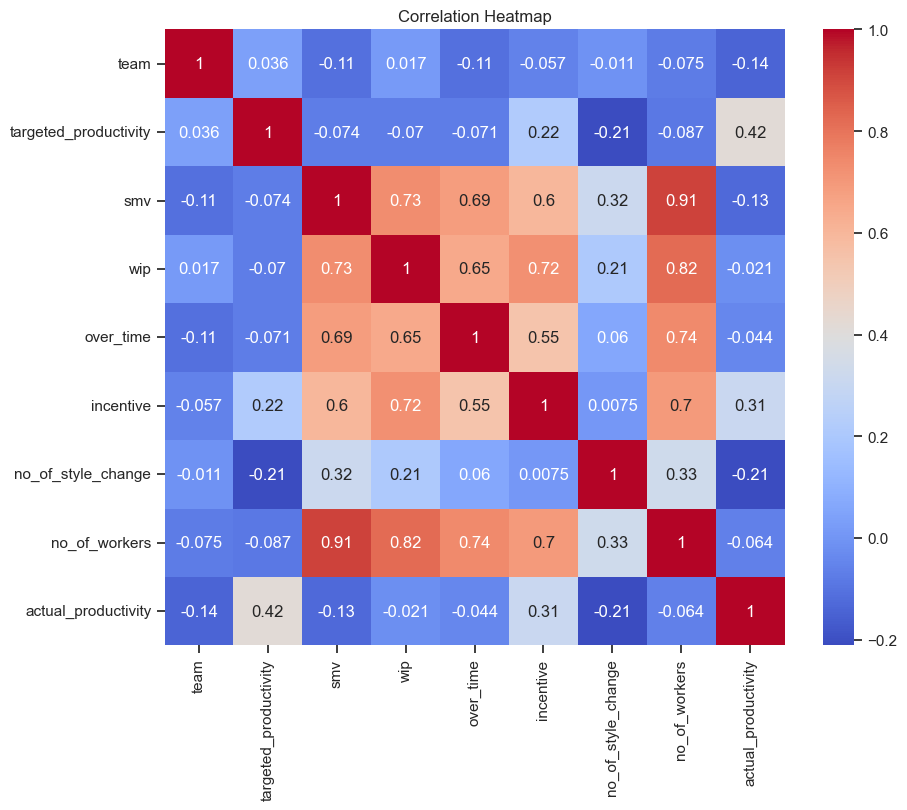 Correlation Heatmap
team 1 0.036 -0.11 0.017 -0.11 -0.057 -0.011 -0.075 -0.14
targeted_productivity 0.036 1 -0.074 -0.07 -0.071 0.22 -0.21 -0.087 0.42
smv -0.11 -0.074 1 0.73 0.69 0.6 0.32 0.91 -0.13
wip 0.017 -0.07 0.73 1 0.65 0.72 0.21 0.82 -0.021
over_time -0.11 -0.071 0.69 0.65 1 0.55 0.06 0.74 -0.044
incentive -0.057 0.22 0.6 0.72 0.55 1 0.0075 0.7 0.31
no_of_style_change -0.011 -0.21 0.32 0.21 0.06 0.0075 1 0.33 -0.21
no_of_workers -0.075 -0.087 0.91 0.82 0.74 0.7 0.33 1 -0.064
actual_productivity -0.14 0.42 -0.13 -0.021 -0.044 0.31 -0.21 -0.064 1
team
targeted_productivity
smv
wip
over_time
incentive
no_of_style_change
no_of_workers
actual_productivity
1.0
0.8
0.6
0.4
0.2
0.0
−0.2